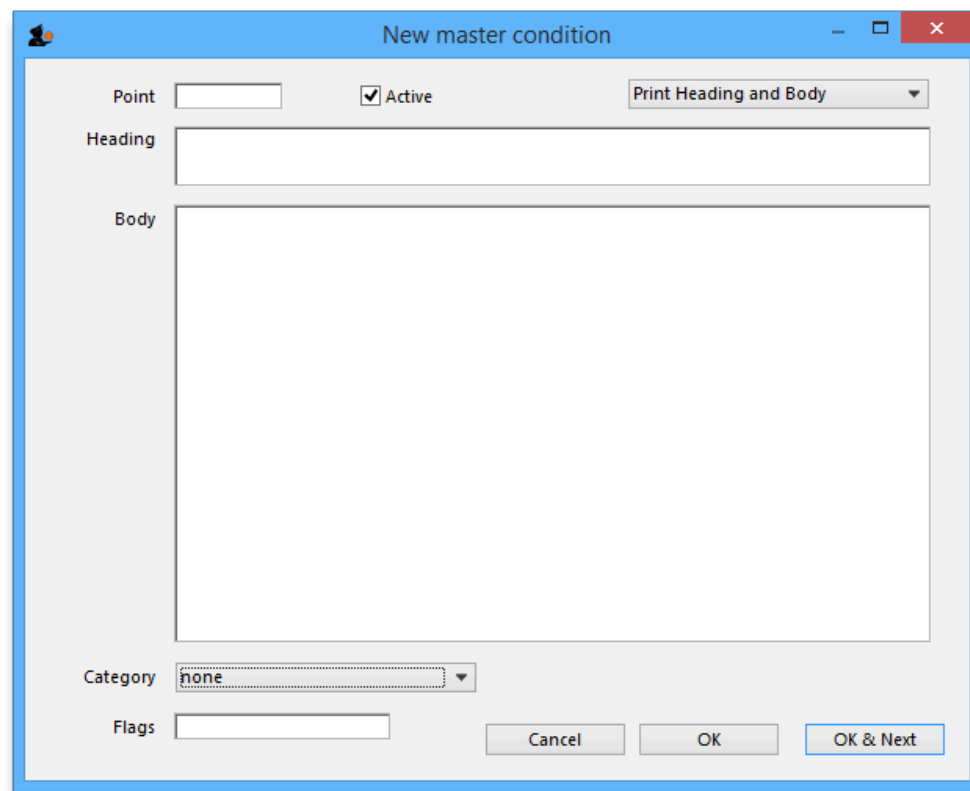 New master condition
Point
Active
Print Heading and Body
Heading
Body
Category
none
Flags
Cancel
OK
OK & Next